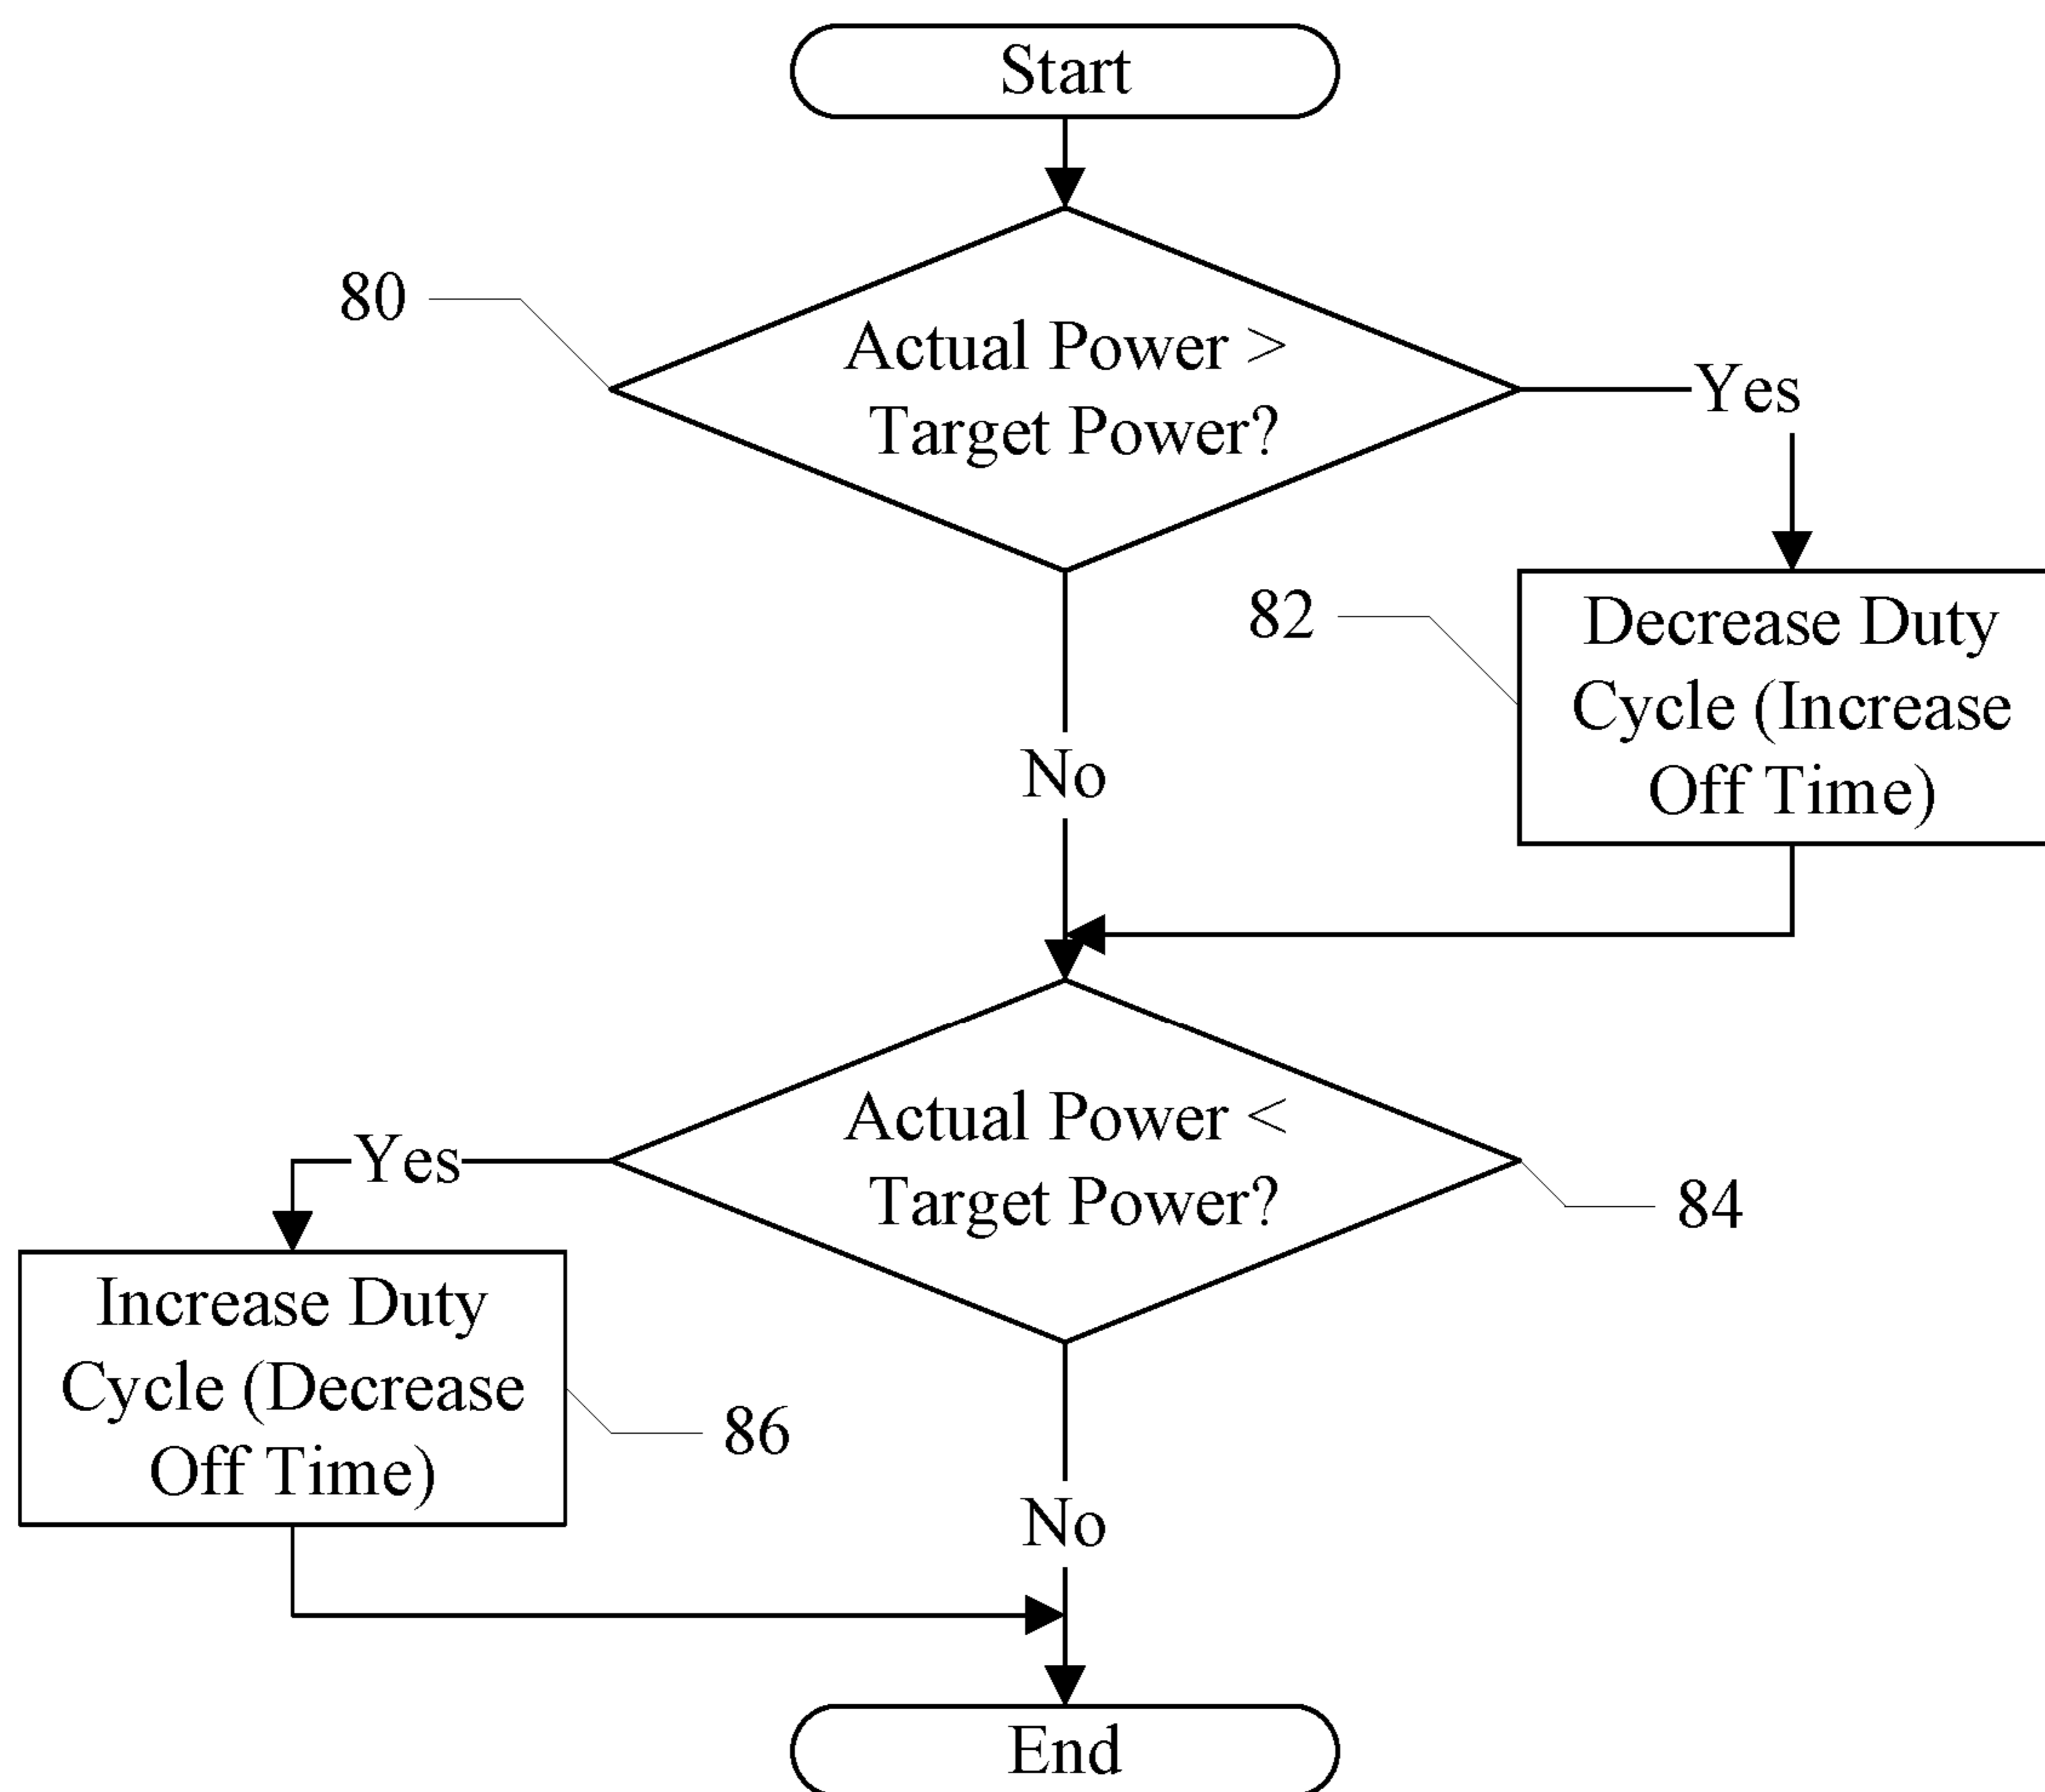 Start
80
Actual Power >
Target Power?
Yes
82
Decrease Duty
Cycle (Increase
Off Time)
No
Actual Power <
Target Power?
Yes
84
Increase Duty
Cycle (Decrease
Off Time)
86
No
End